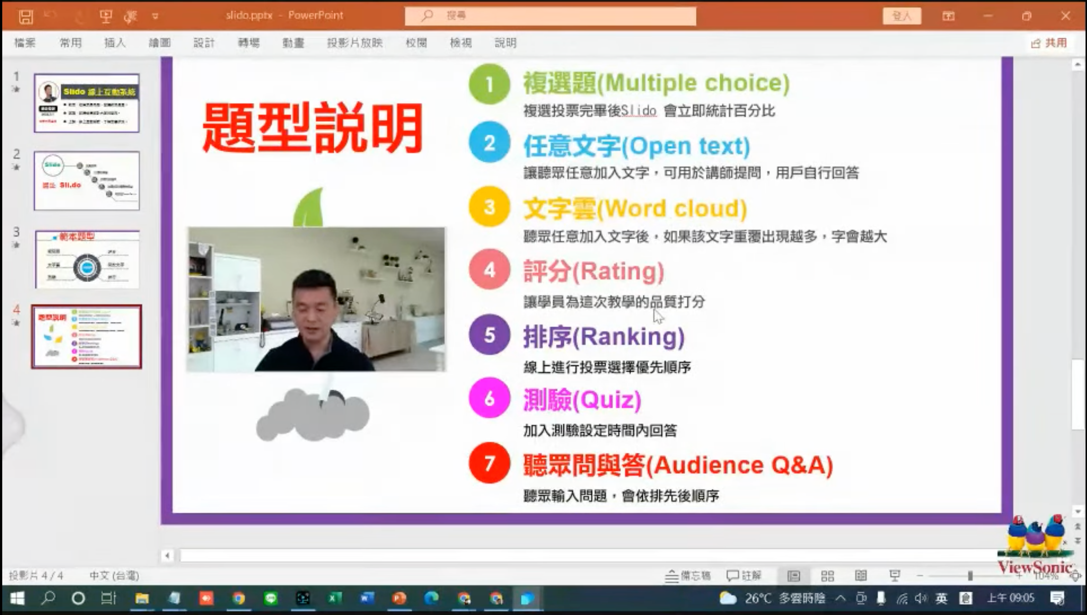 slido.pptx - PowerPoint
搜尋
登入
檔案 常用 插入 繪圖 設計 轉場 動畫 投影片放映 校閱 檢視 說明
共用
1
Slido 線上互動系統
2
3
範本題型
4
題型說明
題型說明
1 複選題(Multiple choice)
複選投票完畢後Slido 會立即統計百分比
2 任意文字(Open text)
讓聽眾任意加入文字，可用於講師提問，用戶自行回答
3 文字雲(Word cloud)
聽眾任意加入文字後，如果該文字重覆出現越多，字會越大
4 評分(Rating)
讓學員為這次教學的品質打分
5 排序(Ranking)
線上進行投票選擇優先順序
6 測驗(Quiz)
加入測驗設定時間內回答
7 聽眾問與答(Audience Q&A)
聽眾輸入問題，會依排先後順序
ViewSonic
投影片 4 / 4 中文 (台灣)
備忘稿 註解
104%
26°C 多雲時陰
英
上午 09:05